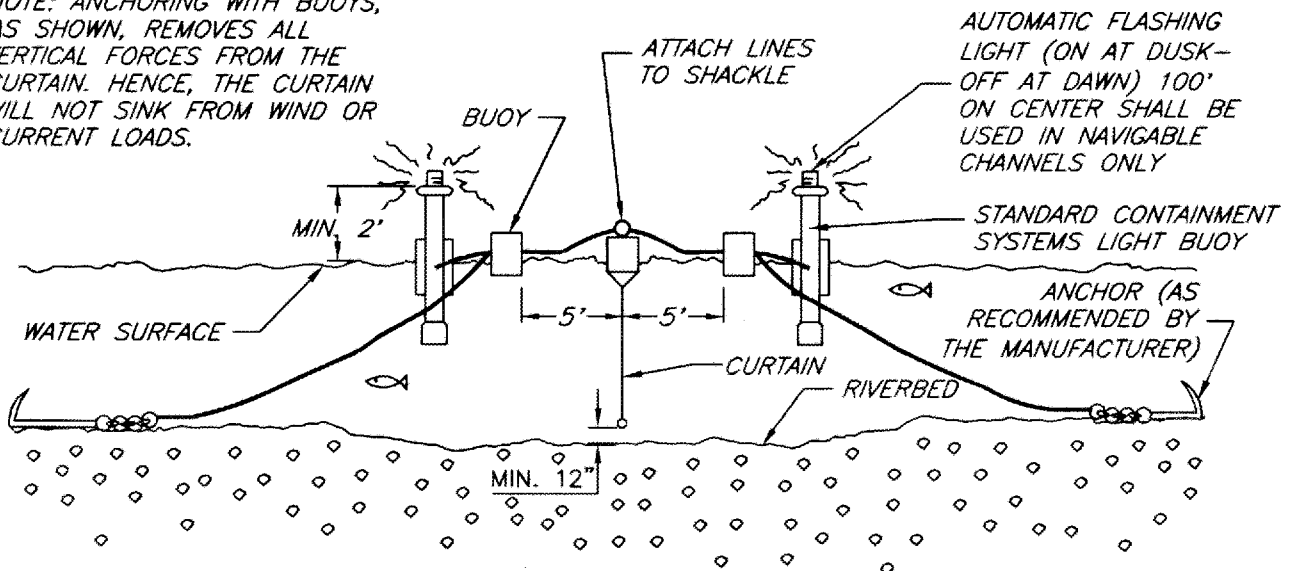 NOTE: ANCHORING WITH BUOYS,
AS SHOWN, REMOVES ALL
VERTICAL FORCES FROM THE
CURTAIN. HENCE, THE CURTAIN
WILL NOT SINK FROM WIND OR
CURRENT LOADS.
ATTACH LINES
TO SHACKLE
AUTOMATIC FLASHING
LIGHT (ON AT DUSK-
OFF AT DAWN) 100'
ON CENTER SHALL BE
USED IN NAVIGABLE
CHANNELS ONLY
BUOY
MIN. 2'
STANDARD CONTAINMENT
SYSTEMS LIGHT BUOY
WATER SURFACE
5'
5'
ANCHOR (AS
RECOMMENDED BY
THE MANUFACTURER)
CURTAIN
RIVERBED
MIN. 12"